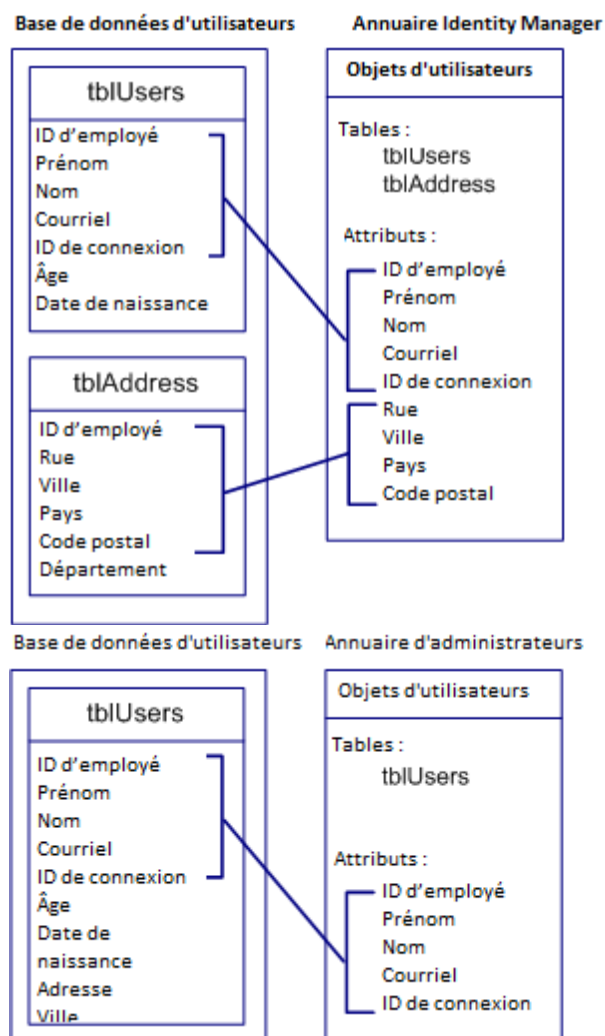 Base de données d'utilisateurs
Annuaire Identity Manager
tblUsers
ID d'employé
Prénom
Nom
Courriel
ID de connexion
Âge
Date de naissance
tblAddress
ID d'employé
Rue
Ville
Pays
Code postal
Département
Objets d'utilisateurs
Tables :
tblUsers
tblAddress
Attributs :
ID d'employé
Prénom
Nom
Courriel
ID de connexion
Rue
Ville
Pays
Code postal
Base de données d'utilisateurs
Annuaire d'administrateurs
tblUsers
ID d'employé
Prénom
Nom
Courriel
ID de connexion
Âge
Date de
naissance
Adresse
Ville
Objets d'utilisateurs
Tables :
tblUsers
Attributs :
ID d'employé
Prénom
Nom
Courriel
ID de connexion